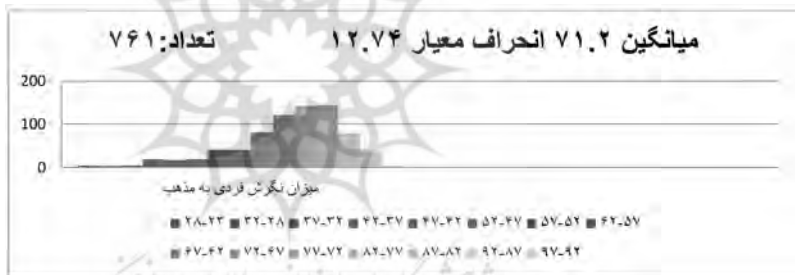 میانگین ۷۱.۲ انحراف معیار ۱۲.۷۴ تعداد:۷۶۱
200
100
0
میزان نگرش فردی به مذهب
۲۸-۲۳ ۳۲-۲۸ ۳۷-۳۲ ۴۲-۳۷ ۴۷-۴۲ ۵۲-۴۷ ۵۷-۵۲ ۶۲-۵۷
۶۷-۶۲ ۷۲-۶۷ ۷۷-۷۲ ۸۲-۷۷ ۸۷-۸۲ ۹۲-۸۷ ۹۷-۹۲